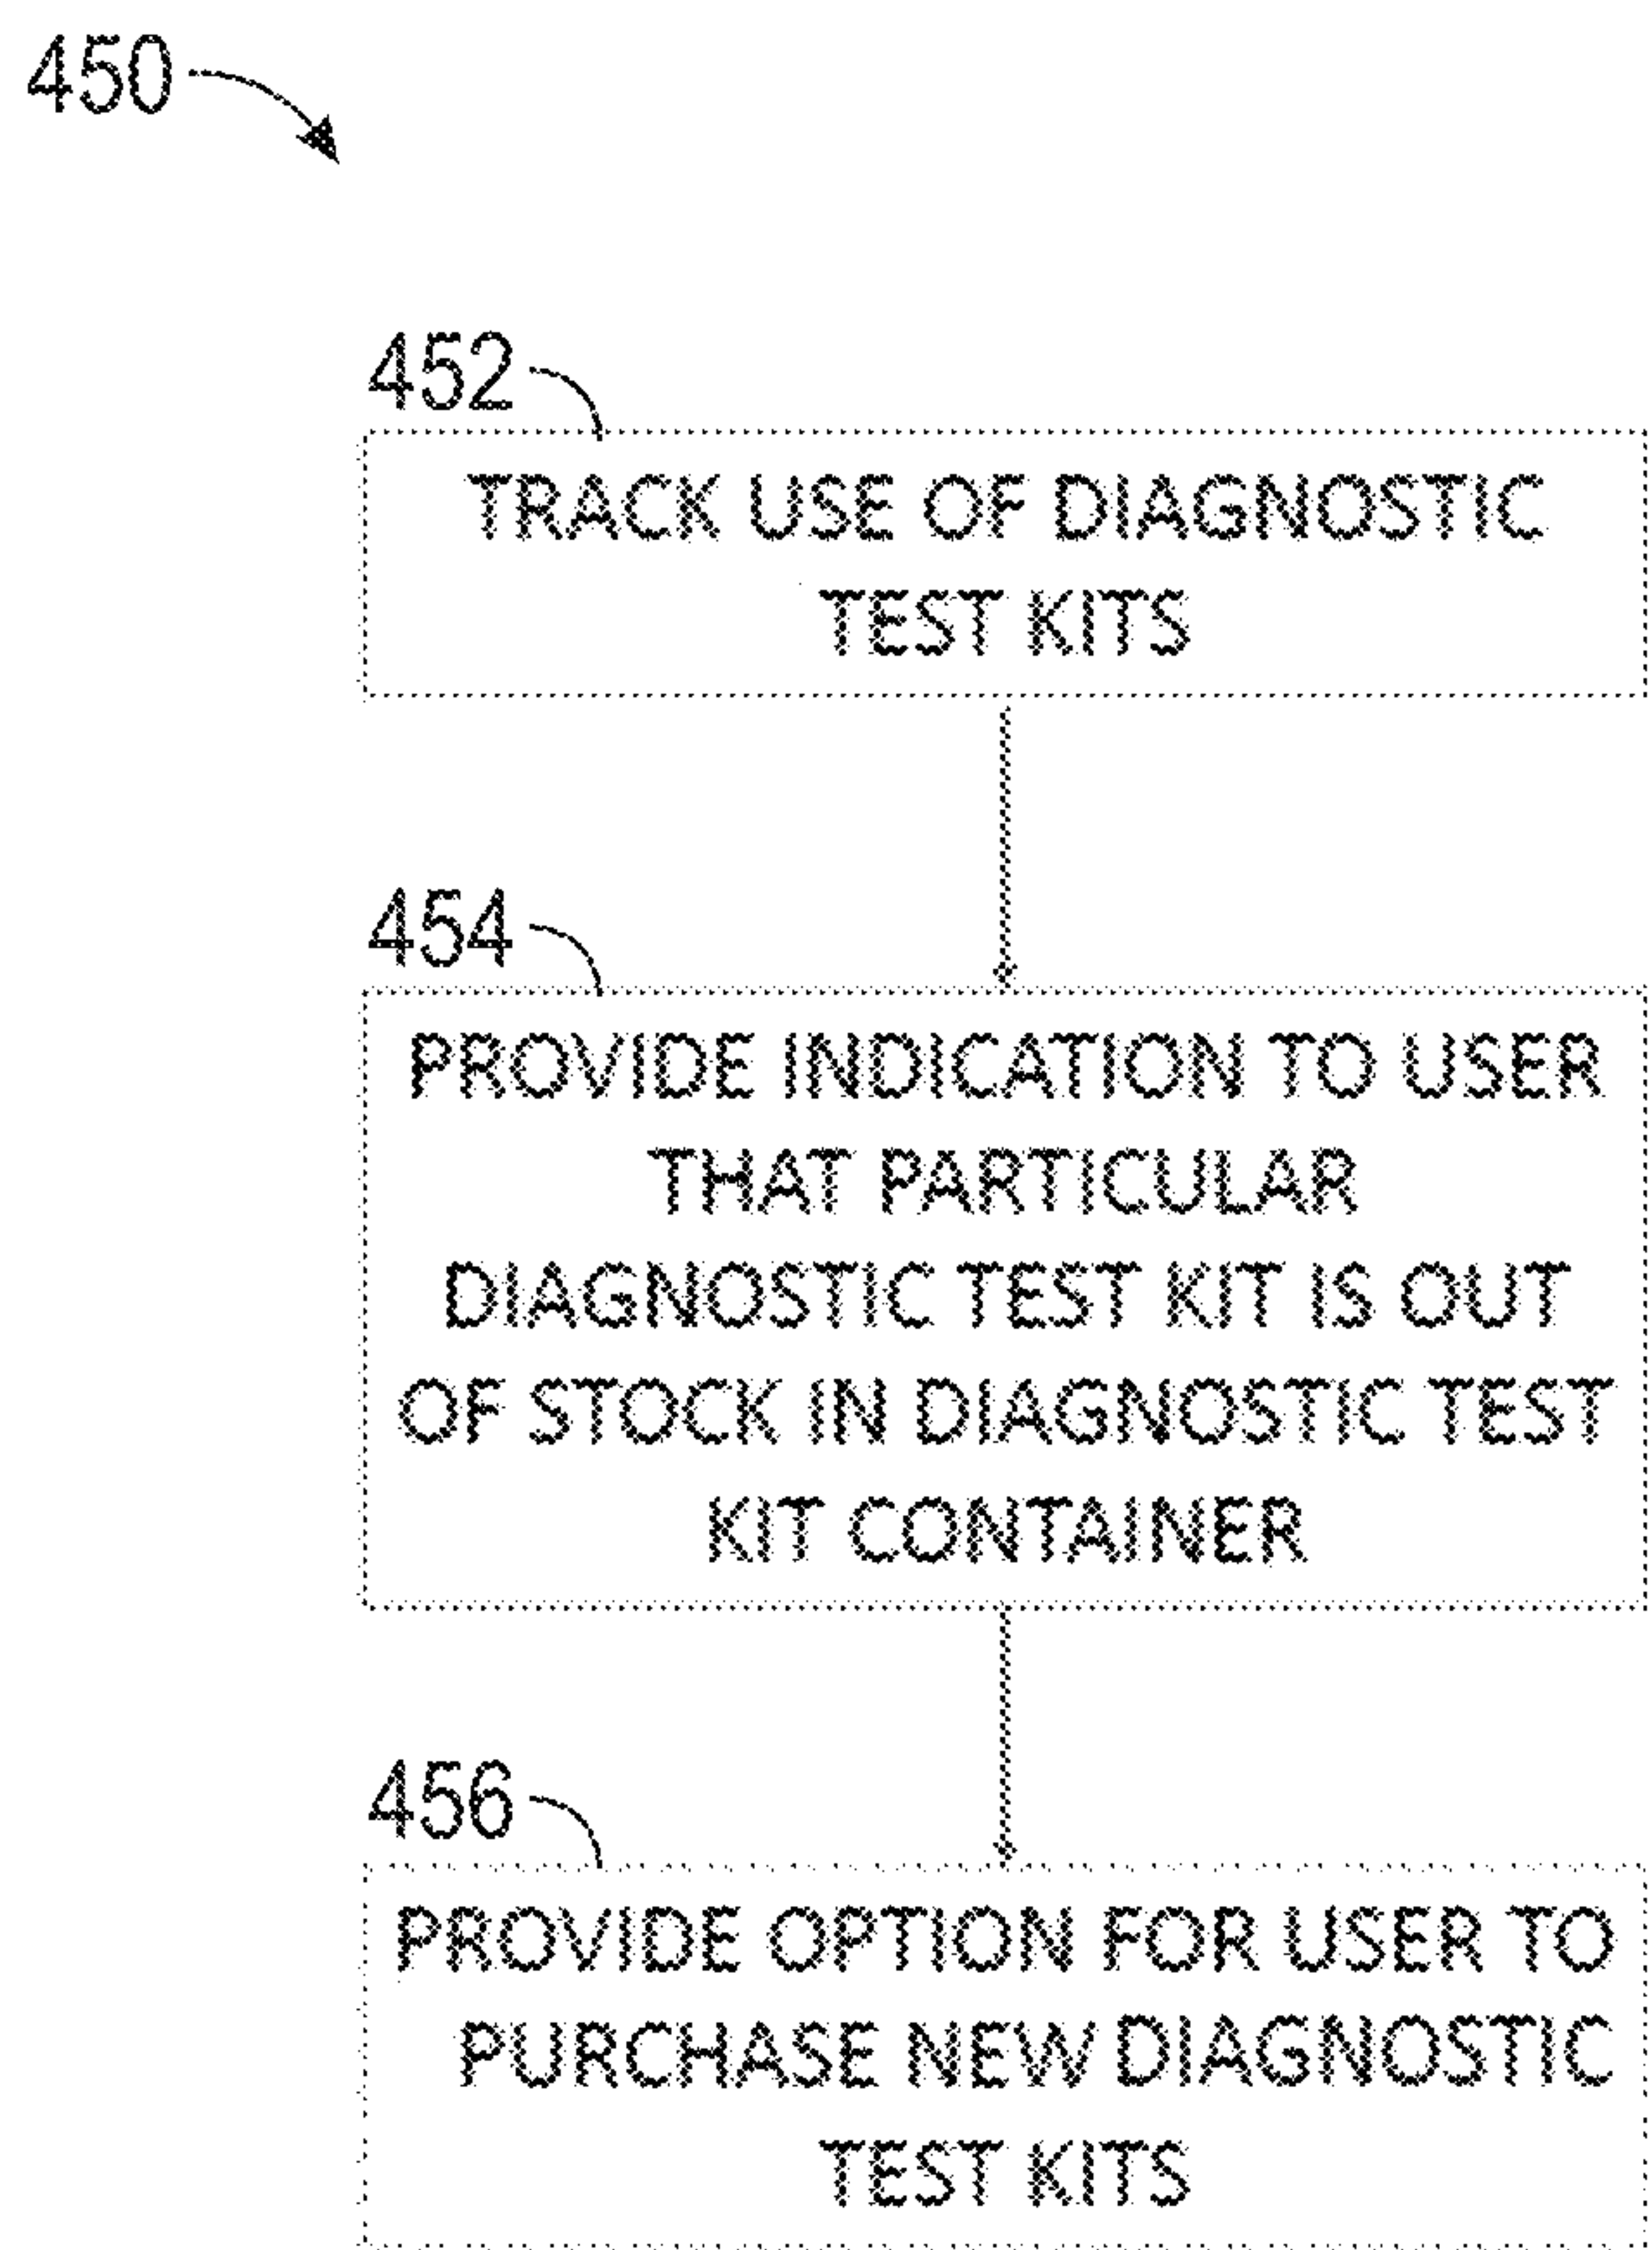 450
452
TRACK USE OF DIAGNOSTIC
TEST KITS
454
PROVIDE INDICATION TO USER
THAT PARTICULAR
DIAGNOSTIC TEST KIT IS OUT
OF STOCK IN DIAGNOSTIC TEST
KIT CONTAINER
456
PROVIDE OPTION FOR USER TO
PURCHASE NEW DIAGNOSTIC
TEST KITS